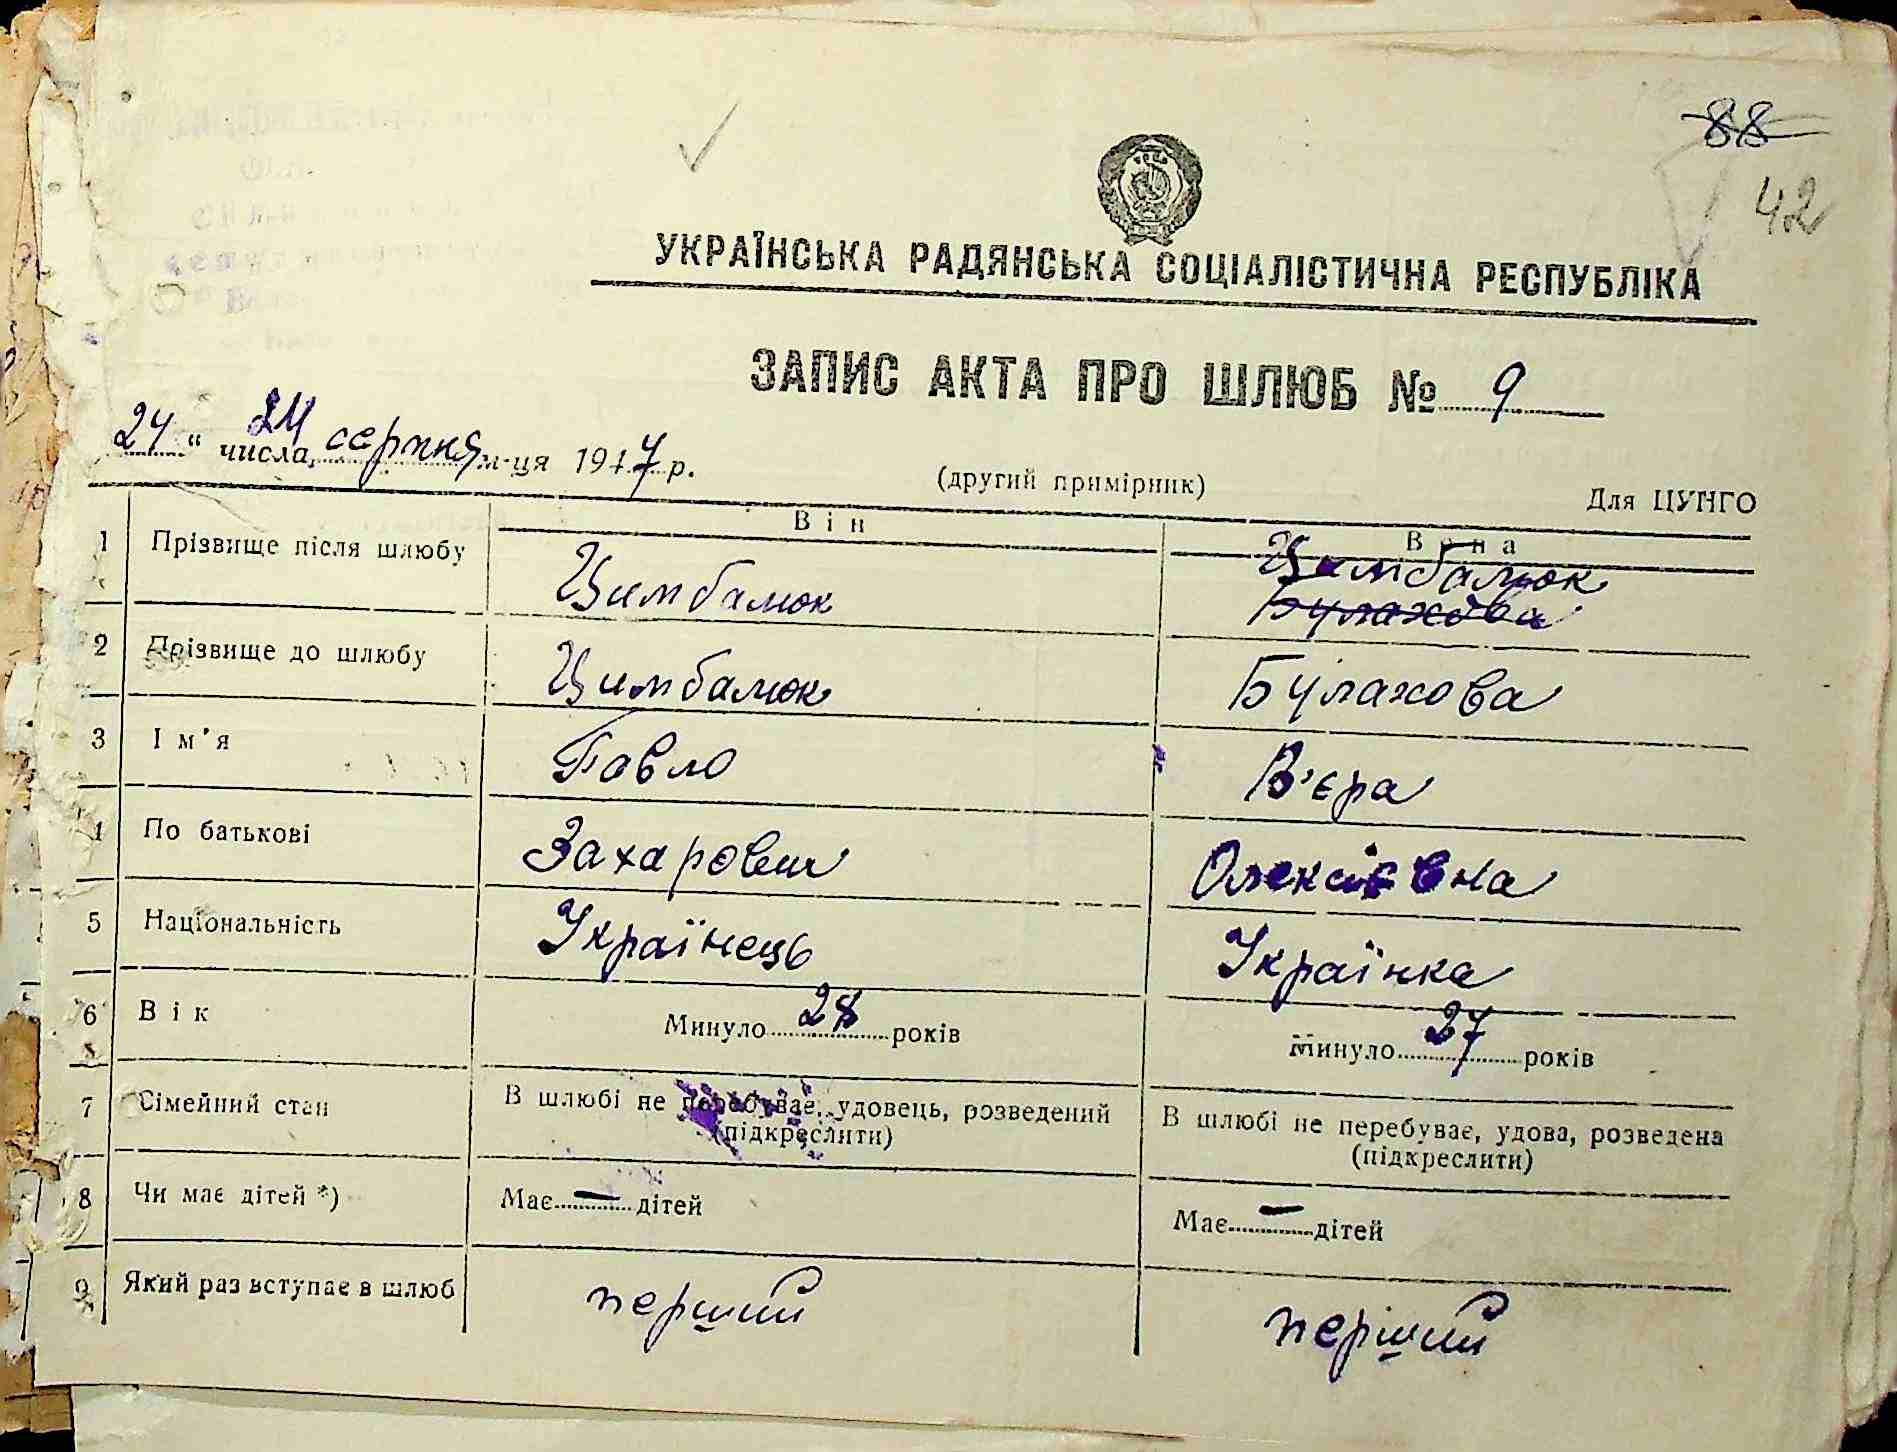 88
42
УКРАЇНСЬКА РАДЯНСЬКА СОЦІАЛІСТИЧНА РЕСПУБЛІКА
ЗАПИС АКТА ПРО ШЛЮБ № 9
24 24
" числа серпня м-ця 1947 р.
(другий примірник) Для ЦУНГО
Він Вона
1 Прізвище після шлюбу Цимбалюк Цимбалюк
Булахова
2 Прізвище до шлюбу Цимбалюк Булахова
3 Ім'я Павло В'єра
4 По батькові Захарович Олексієвна
5 Національність Українець Українка
6 Вік Минуло 28 років Минуло 27 років
7 Сімейний стан В шлюбі не перебуває, удовець, розведений В шлюбі не перебуває, удова, розведена
(підкреслити) (підкреслити)
8 Чи має дітей *) Має — дітей Має — дітей
9 Який раз вступає в шлюб перший перший